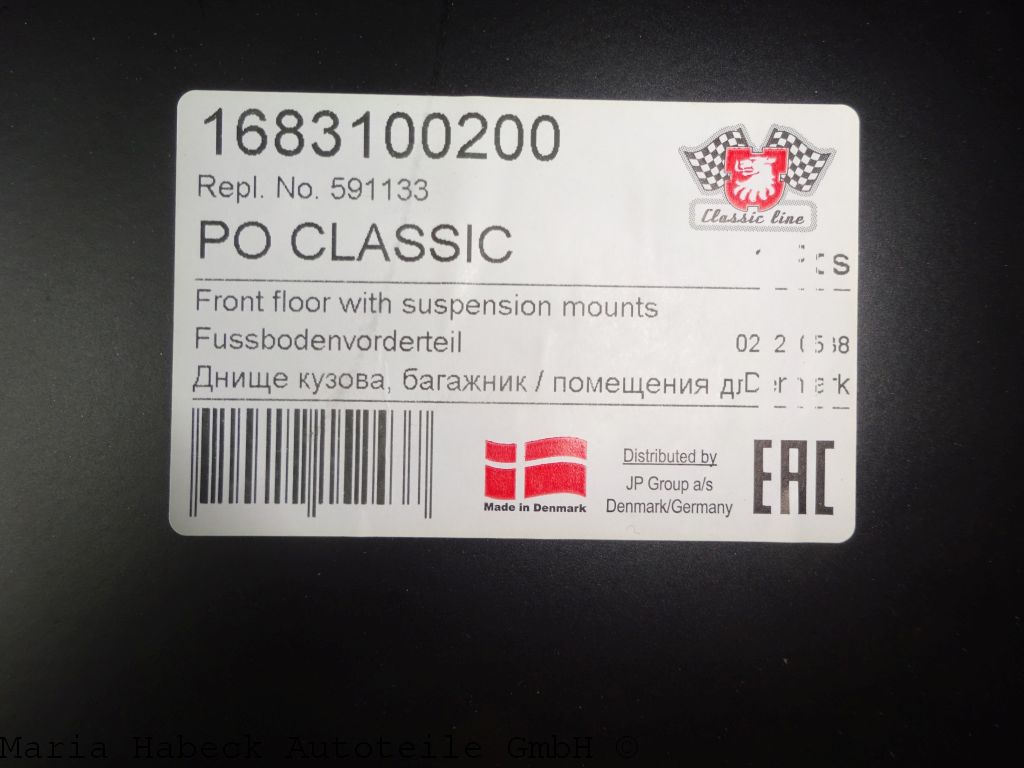 1683100200
Repl. No. 591133
PO CLASSIC
Classic line
Front floor with suspension mounts
Fussbodenvorderteil
Днище кузова, багажник / помещения
Made in Denmark
Distributed by
JP Group a/s
Denmark/Germany
EAC
Maria Habeck Autoteile GmbH ©